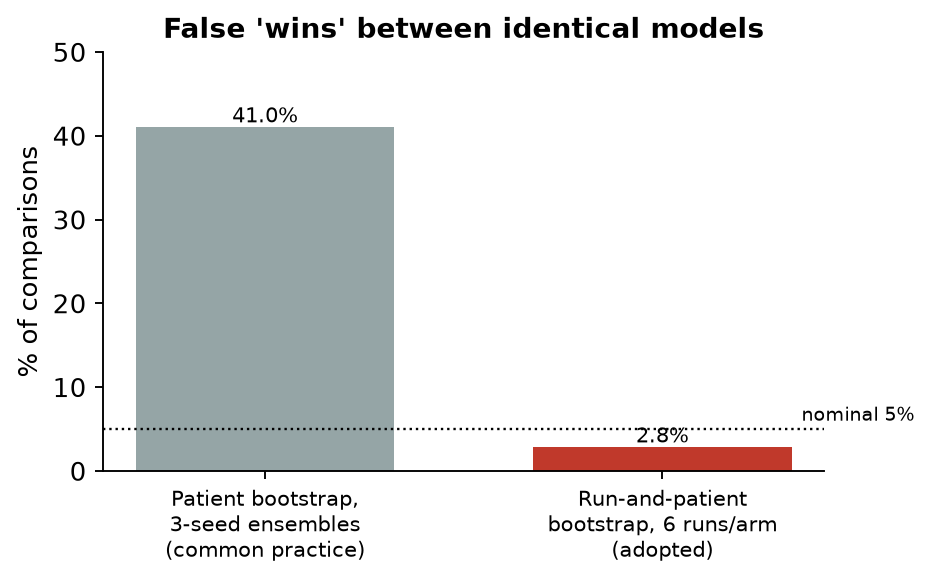 False 'wins' between identical models
% of comparisons
50
40
30
20
10
0
41.0%
2.8%
nominal 5%
Patient bootstrap,
3-seed ensembles
(common practice)
Run-and-patient
bootstrap, 6 runs/arm
(adopted)